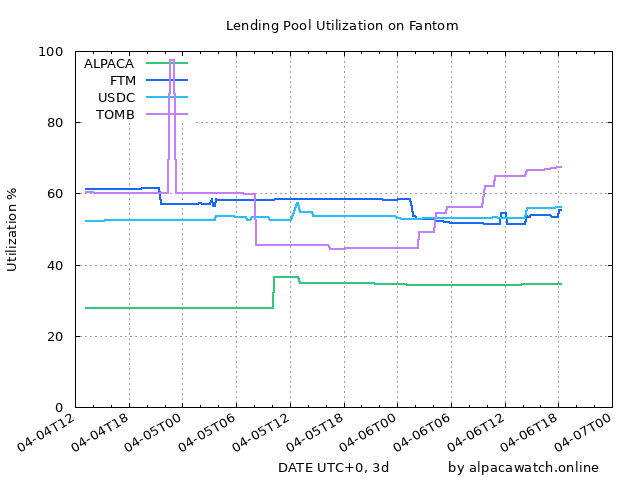 Lending Pool Utilization on Fantom
100
80
60
40
20
0
Utilization %
ALPACA
FTM
USDC
TOMB
04-04T12
04-04T18
04-05T00
04-05T06
04-05T12
04-05T18
04-06T00
04-06T06
04-06T12
04-06T18
04-07T00
DATE UTC+0, 3d
by alpacawatch.online